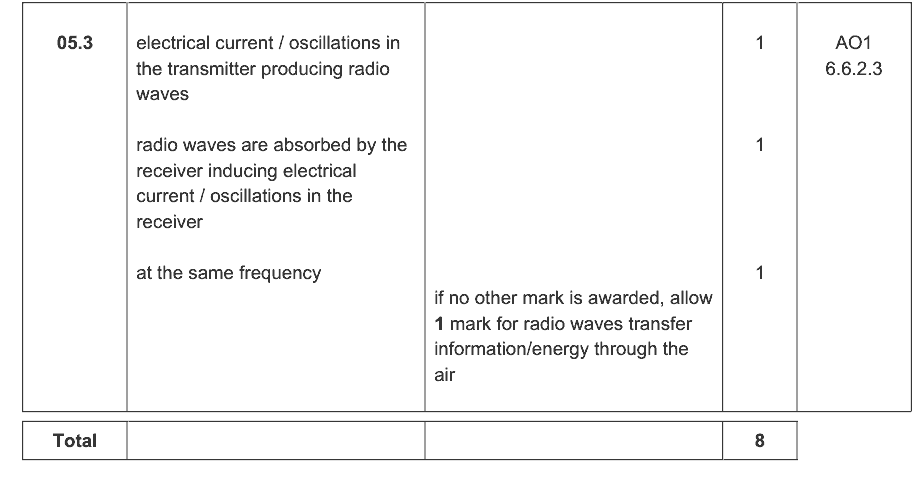 05.3
electrical current / oscillations in
the transmitter producing radio
waves
1
AO1
6.6.2.3
radio waves are absorbed by the
receiver inducing electrical
current / oscillations in the
receiver
1
at the same frequency
1
if no other mark is awarded, allow
1 mark for radio waves transfer
information/energy through the
air
Total
8